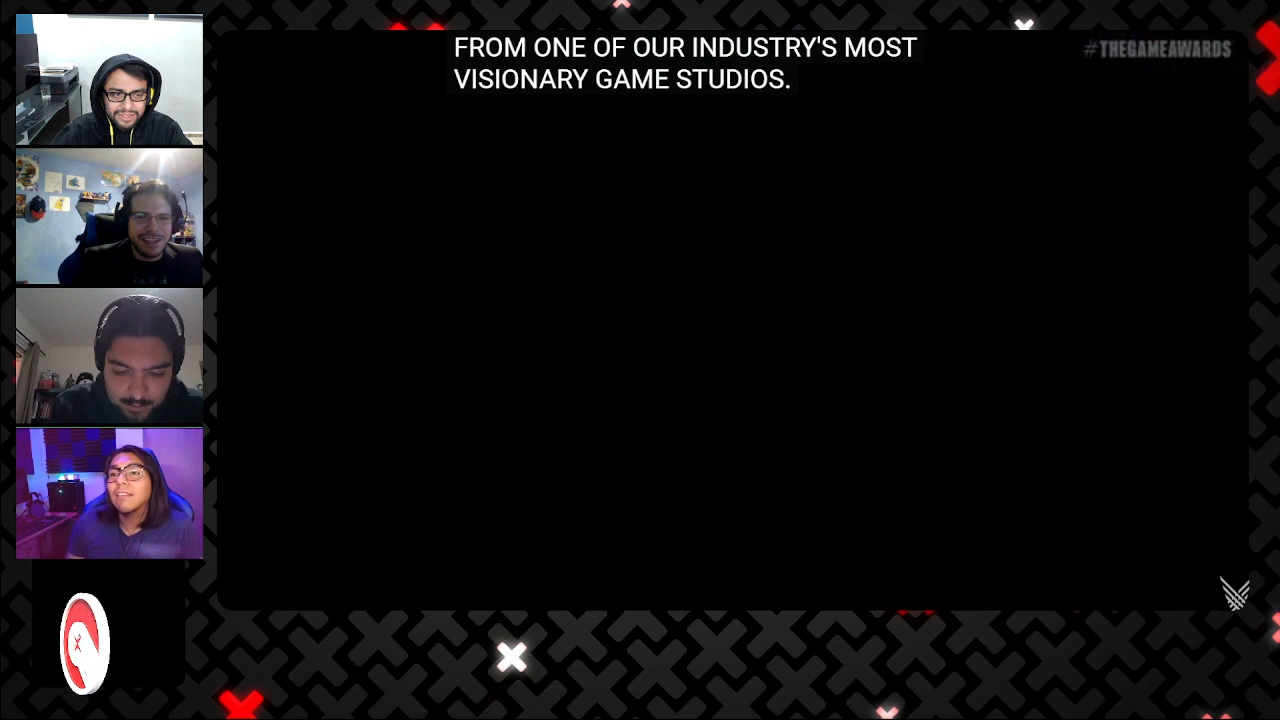 FROM ONE OF OUR INDUSTRY'S MOST
VISIONARY GAME STUDIOS.
#THEGAMEAWARDS